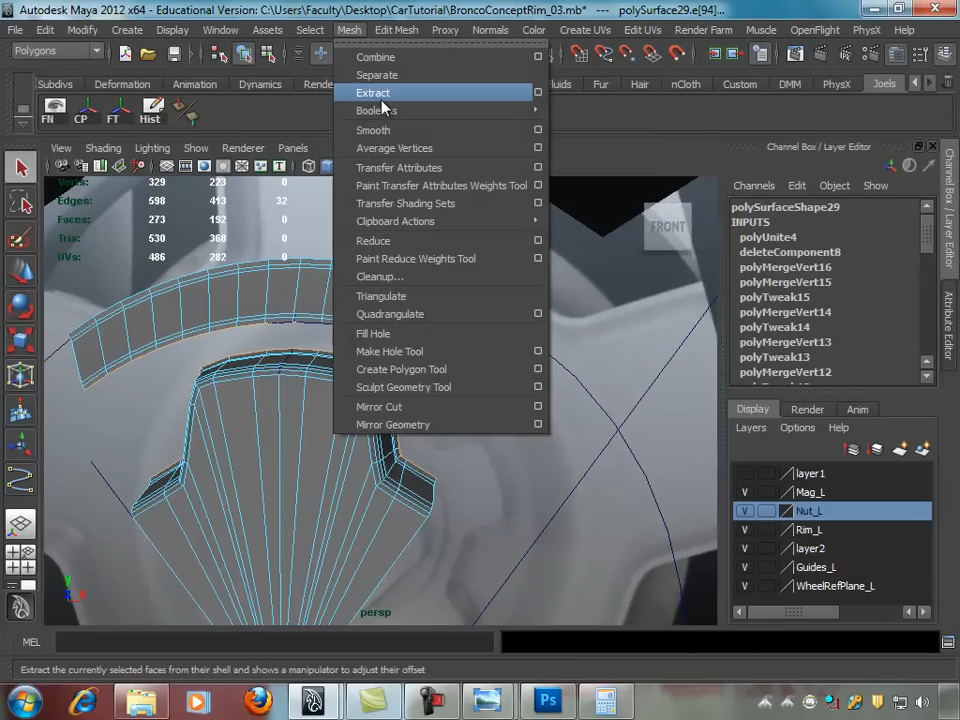 Autodesk Maya 2012 x64 - Educational Version: C:\Users\Faculty\Desktop\CarTutorial\BroncoConceptRim_03.mb* --- polySurface29.e[94]...
File Edit Modify Create Display Window Assets Select Mesh Edit Mesh Proxy Normals Color Create UVs Edit UVs Render Farm Muscle OpenFlight PhysX Help
Polygons
Combine
Separate
Extract
Smooth
Average Vertices
Transfer Attributes
Paint Transfer Attributes Weights Tool
Transfer Shading Sets
Clipboard Actions
Reduce
Paint Reduce Weights Tool
Cleanup...
Triangulate
Quadrangulate
Fill Hole
Make Hole Tool
Create Polygon Tool
Sculpt Geometry Tool
Mirror Cut
Mirror Geometry
Subdivs Deformation Animation Dynamics Fluids Fur Hair nCloth Custom PhysX Joels
FN CP FT Hist
View Shading Lighting Show Renderer Panels
Verts: 329 223 0
Edges: 598 413 32
Faces: 273 192 0
Tris: 530 360 0
UVs: 486 282 0
FRONT
persp
y
Channel Box / Layer Editor
Channels Edit Object Show
polySurfaceShape29
INPUTS
polyUnite4
deleteComponent8
polyMergeVert16
polyMergeVert15
polyTweak15
polyMergeVert14
polyTweak14
polyMergeVert13
polyTweak13
polyMergeVert12
Display Render Anim
Layers Options Help
layer1
V Mag_L
V Nut_L
V Rim_L
V layer2
V Guides_L
V WheelRefPlane_L
Channel Box / Layer Editor
Attribute Editor
MEL
Extract the currently selected faces from their shell and shows a manipulator to adjust their offset
Ps